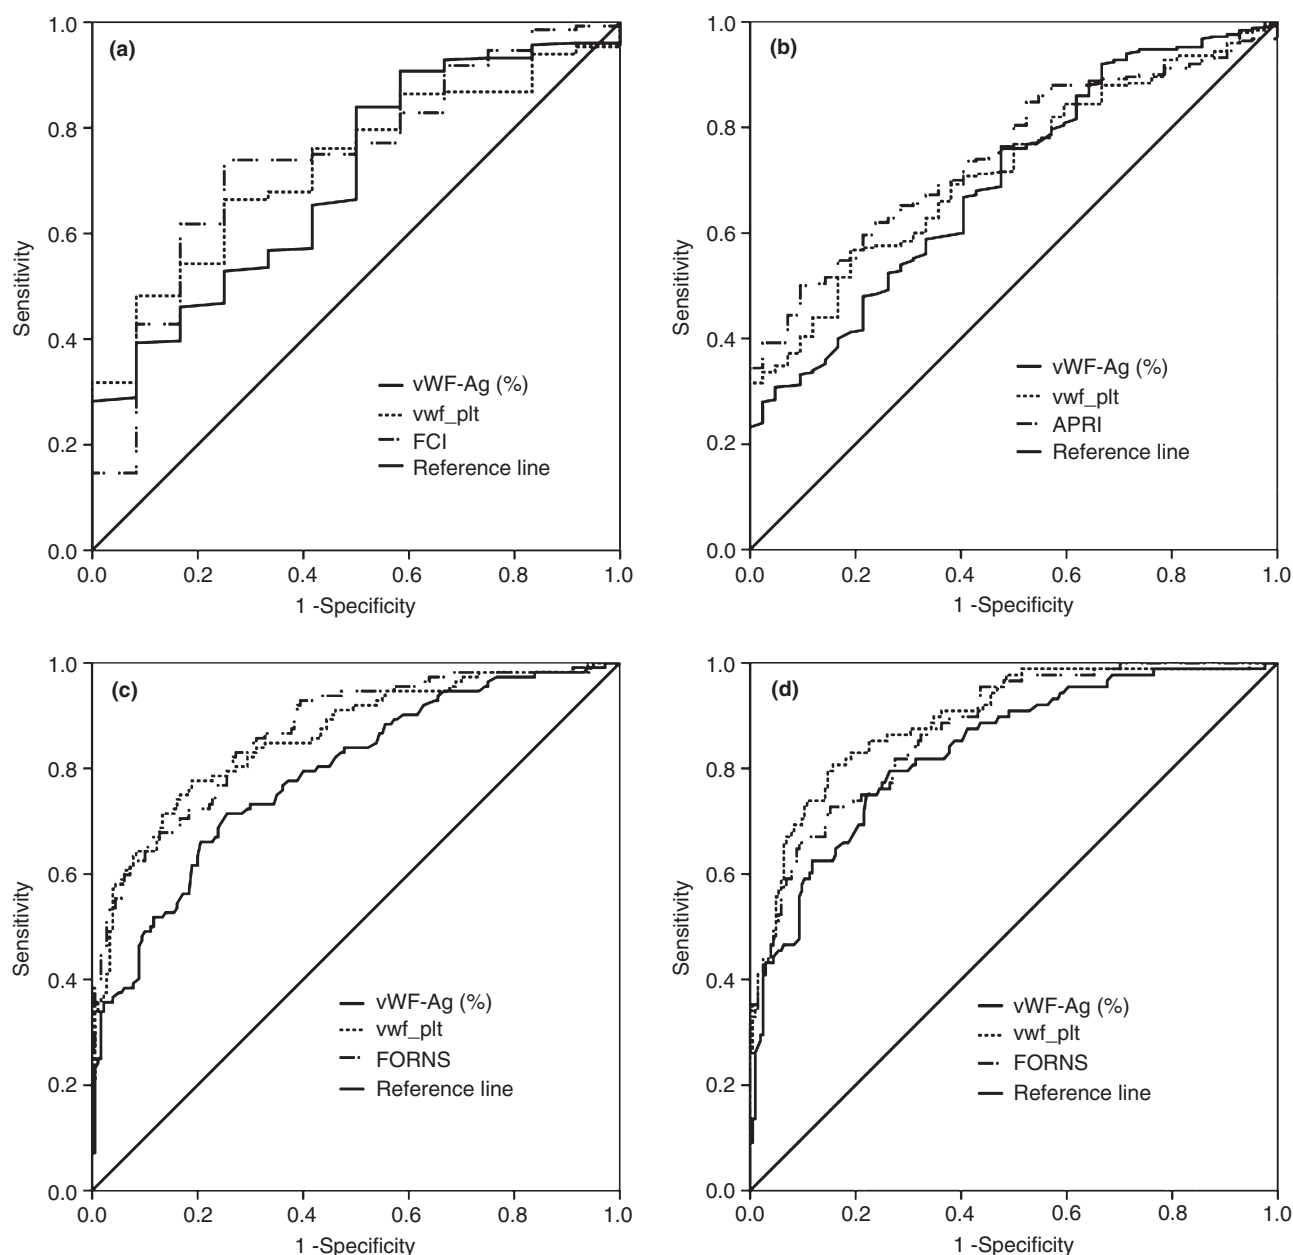 (a)
1.0
0.8
0.6
0.4
0.2
0.0
Sensitivity
vWF-Ag (%)
vwf_plt
FCI
Reference line
0.0 0.2 0.4 0.6 0.8 1.0
1 -Specificity
(b)
1.0
0.8
0.6
0.4
0.2
0.0
Sensitivity
vWF-Ag (%)
vwf_plt
APRI
Reference line
0.0 0.2 0.4 0.6 0.8 1.0
1 -Specificity
(c)
1.0
0.8
0.6
0.4
0.2
0.0
Sensitivity
vWF-Ag (%)
vwf_plt
FORNS
Reference line
0.0 0.2 0.4 0.6 0.8 1.0
1 -Specificity
(d)
1.0
0.8
0.6
0.4
0.2
0.0
Sensitivity
vWF-Ag (%)
vwf_plt
FORNS
Reference line
0.0 0.2 0.4 0.6 0.8 1.0
1 -Specificity